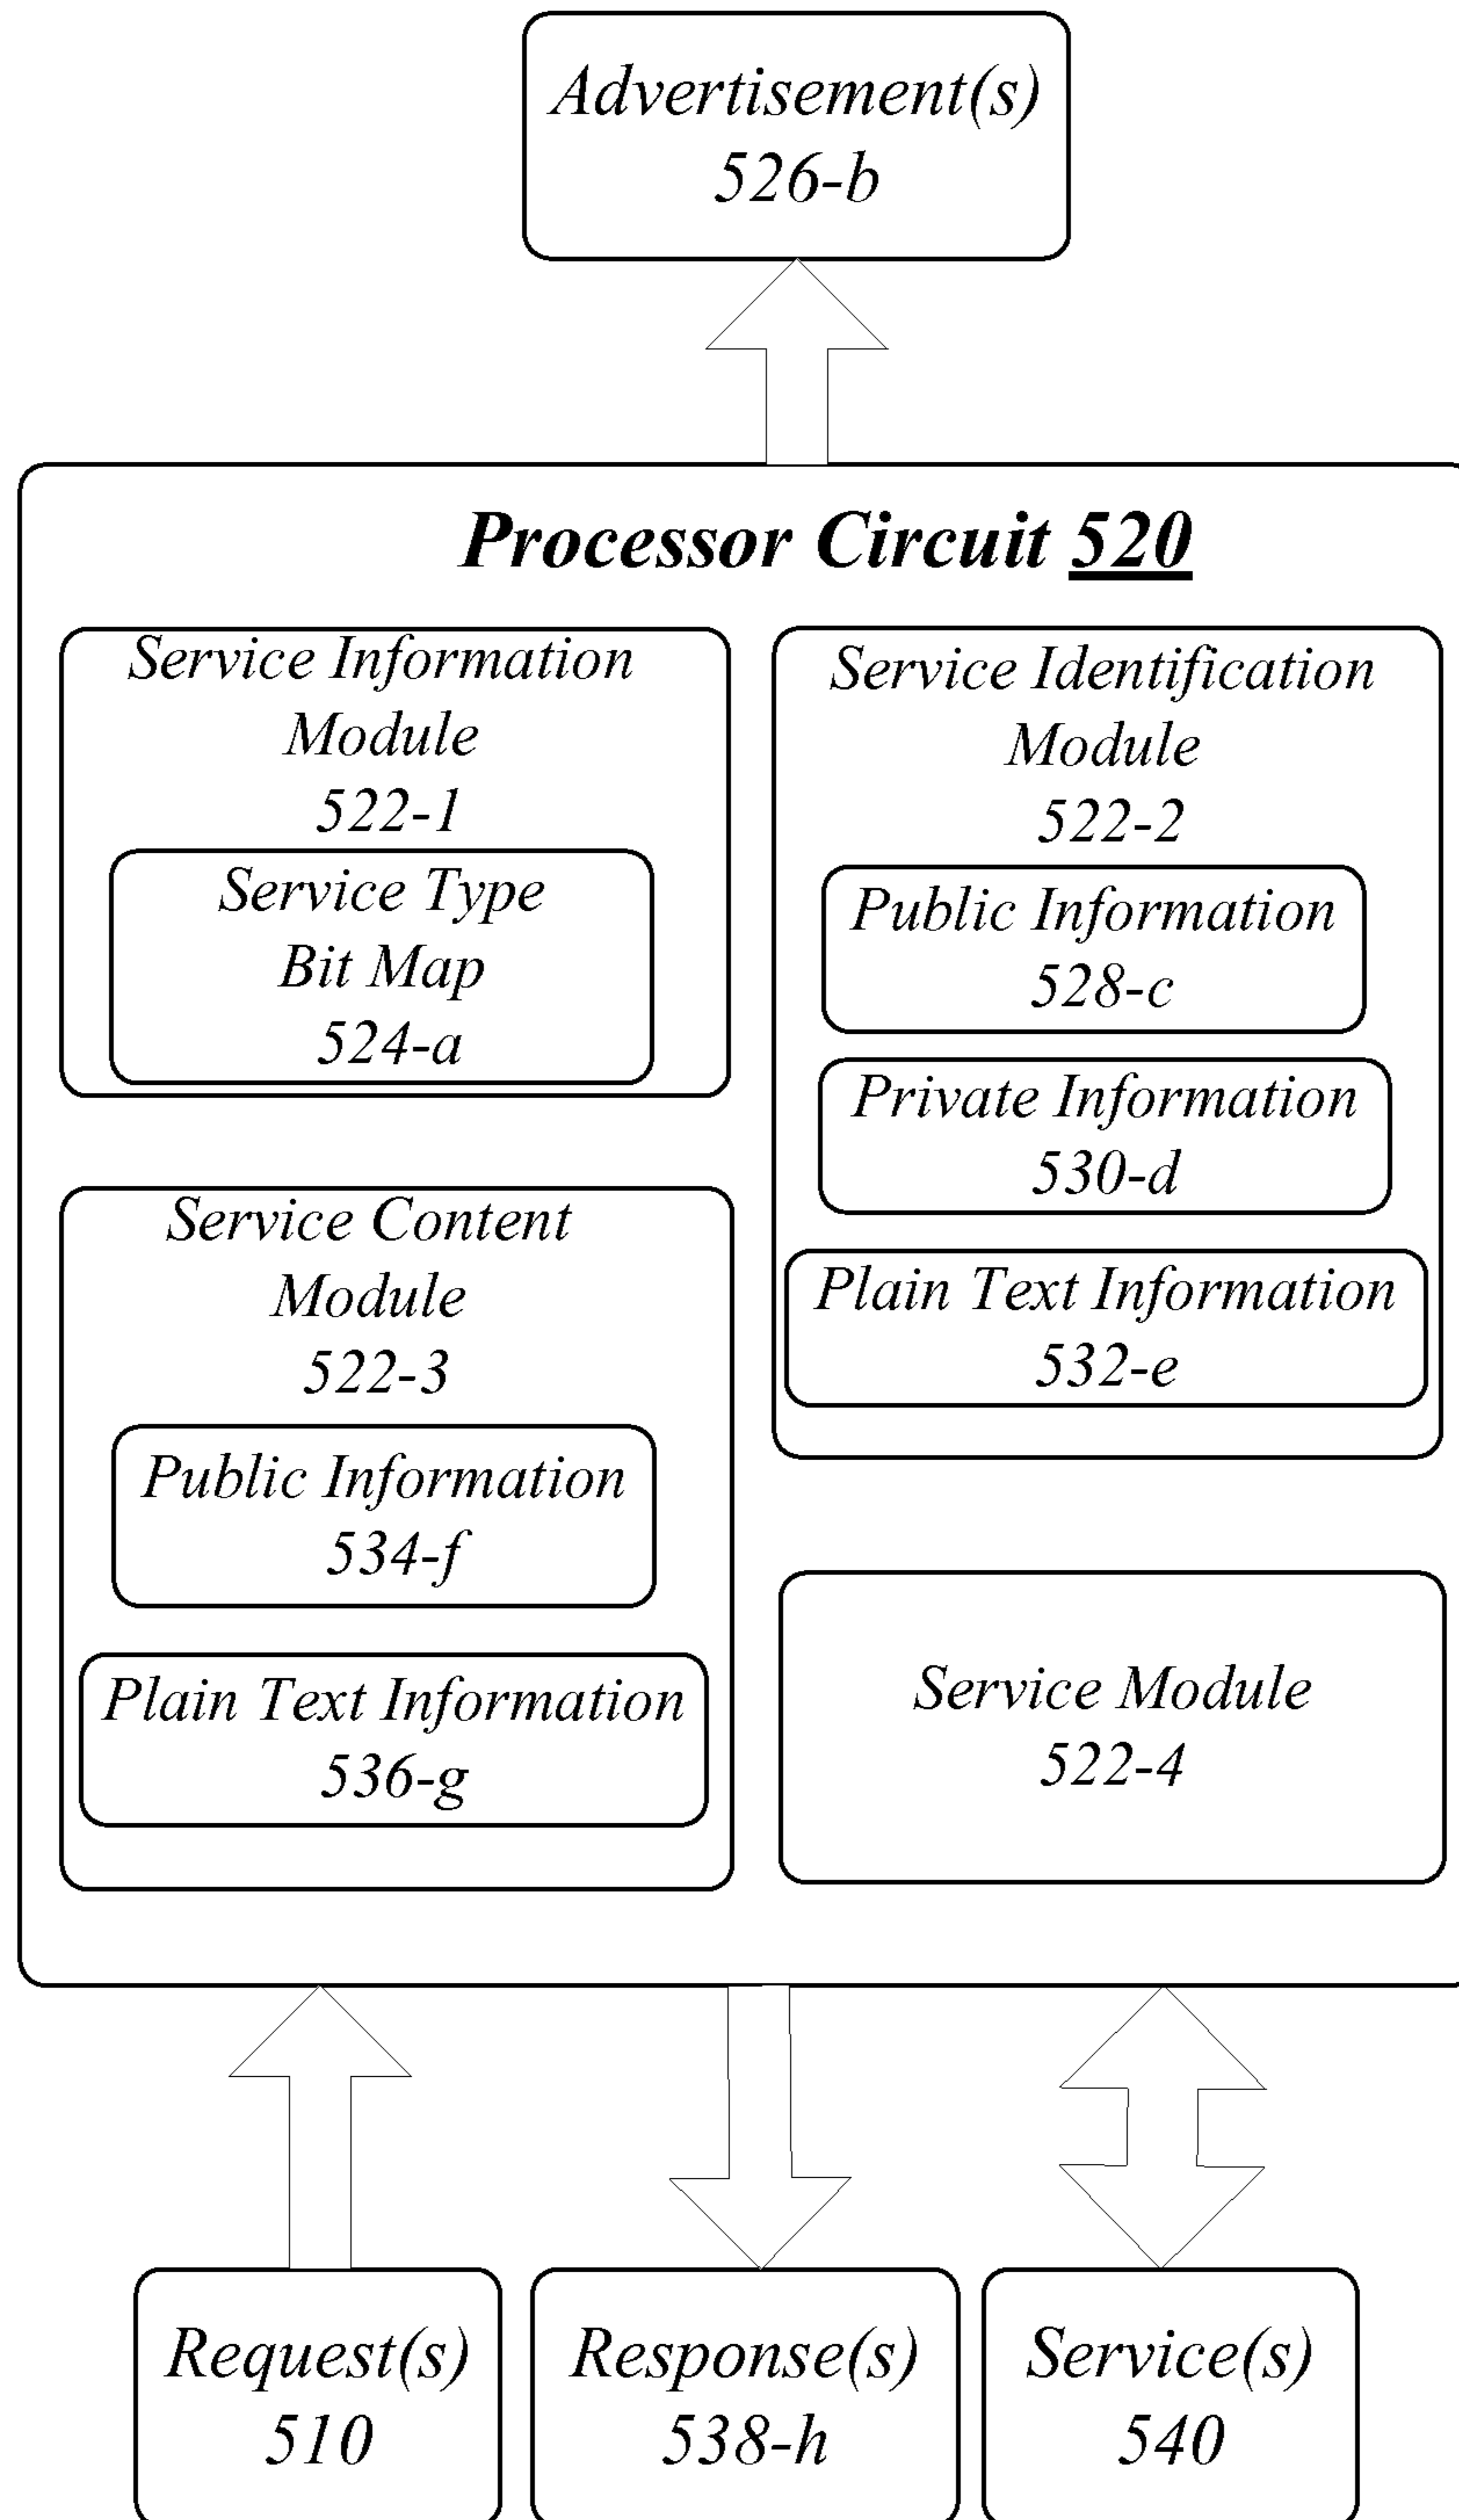 Advertisement(s)
526-b
Processor Circuit 520
Service Information
Module
522-1
Service Type
Bit Map
524-a
Service Identification
Module
522-2
Public Information
528-c
Private Information
530-d
Plain Text Information
532-e
Service Content
Module
522-3
Public Information
534-f
Plain Text Information
536-g
Service Module
522-4
Request(s)
510
Response(s)
538-h
Service(s)
540